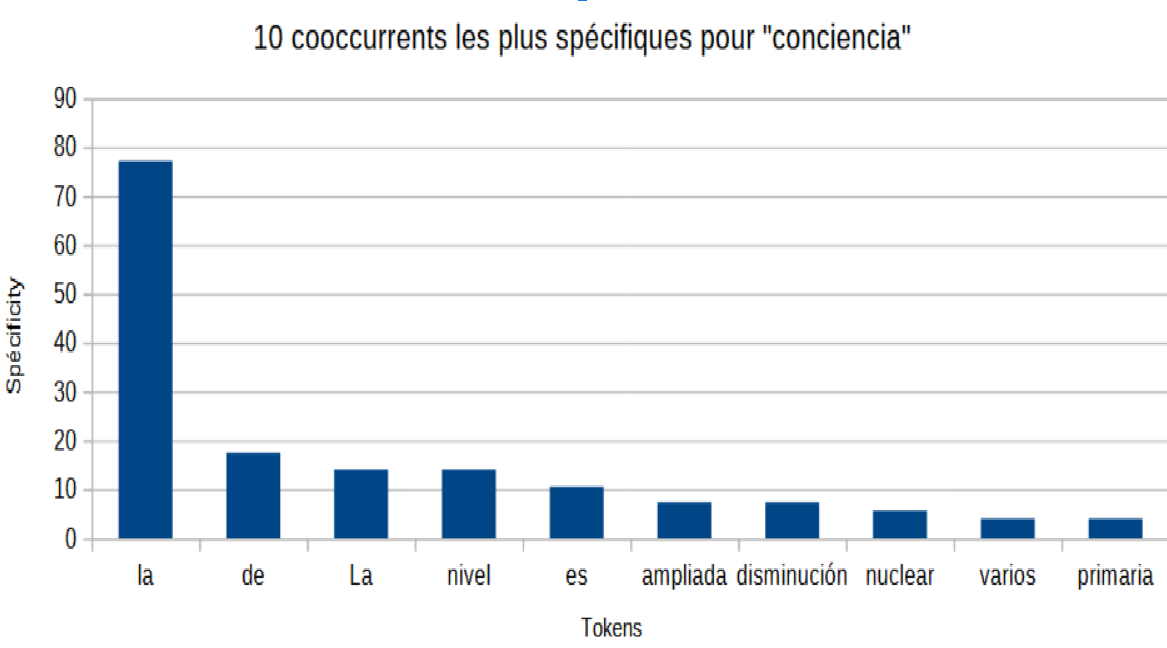 10 cooccurrents les plus spécifiques pour "conciencia"
90
80
70
60
50
40
30
20
10
0
Spécificity
la de La nivel es ampliada disminución nuclear varios primaria
Tokens